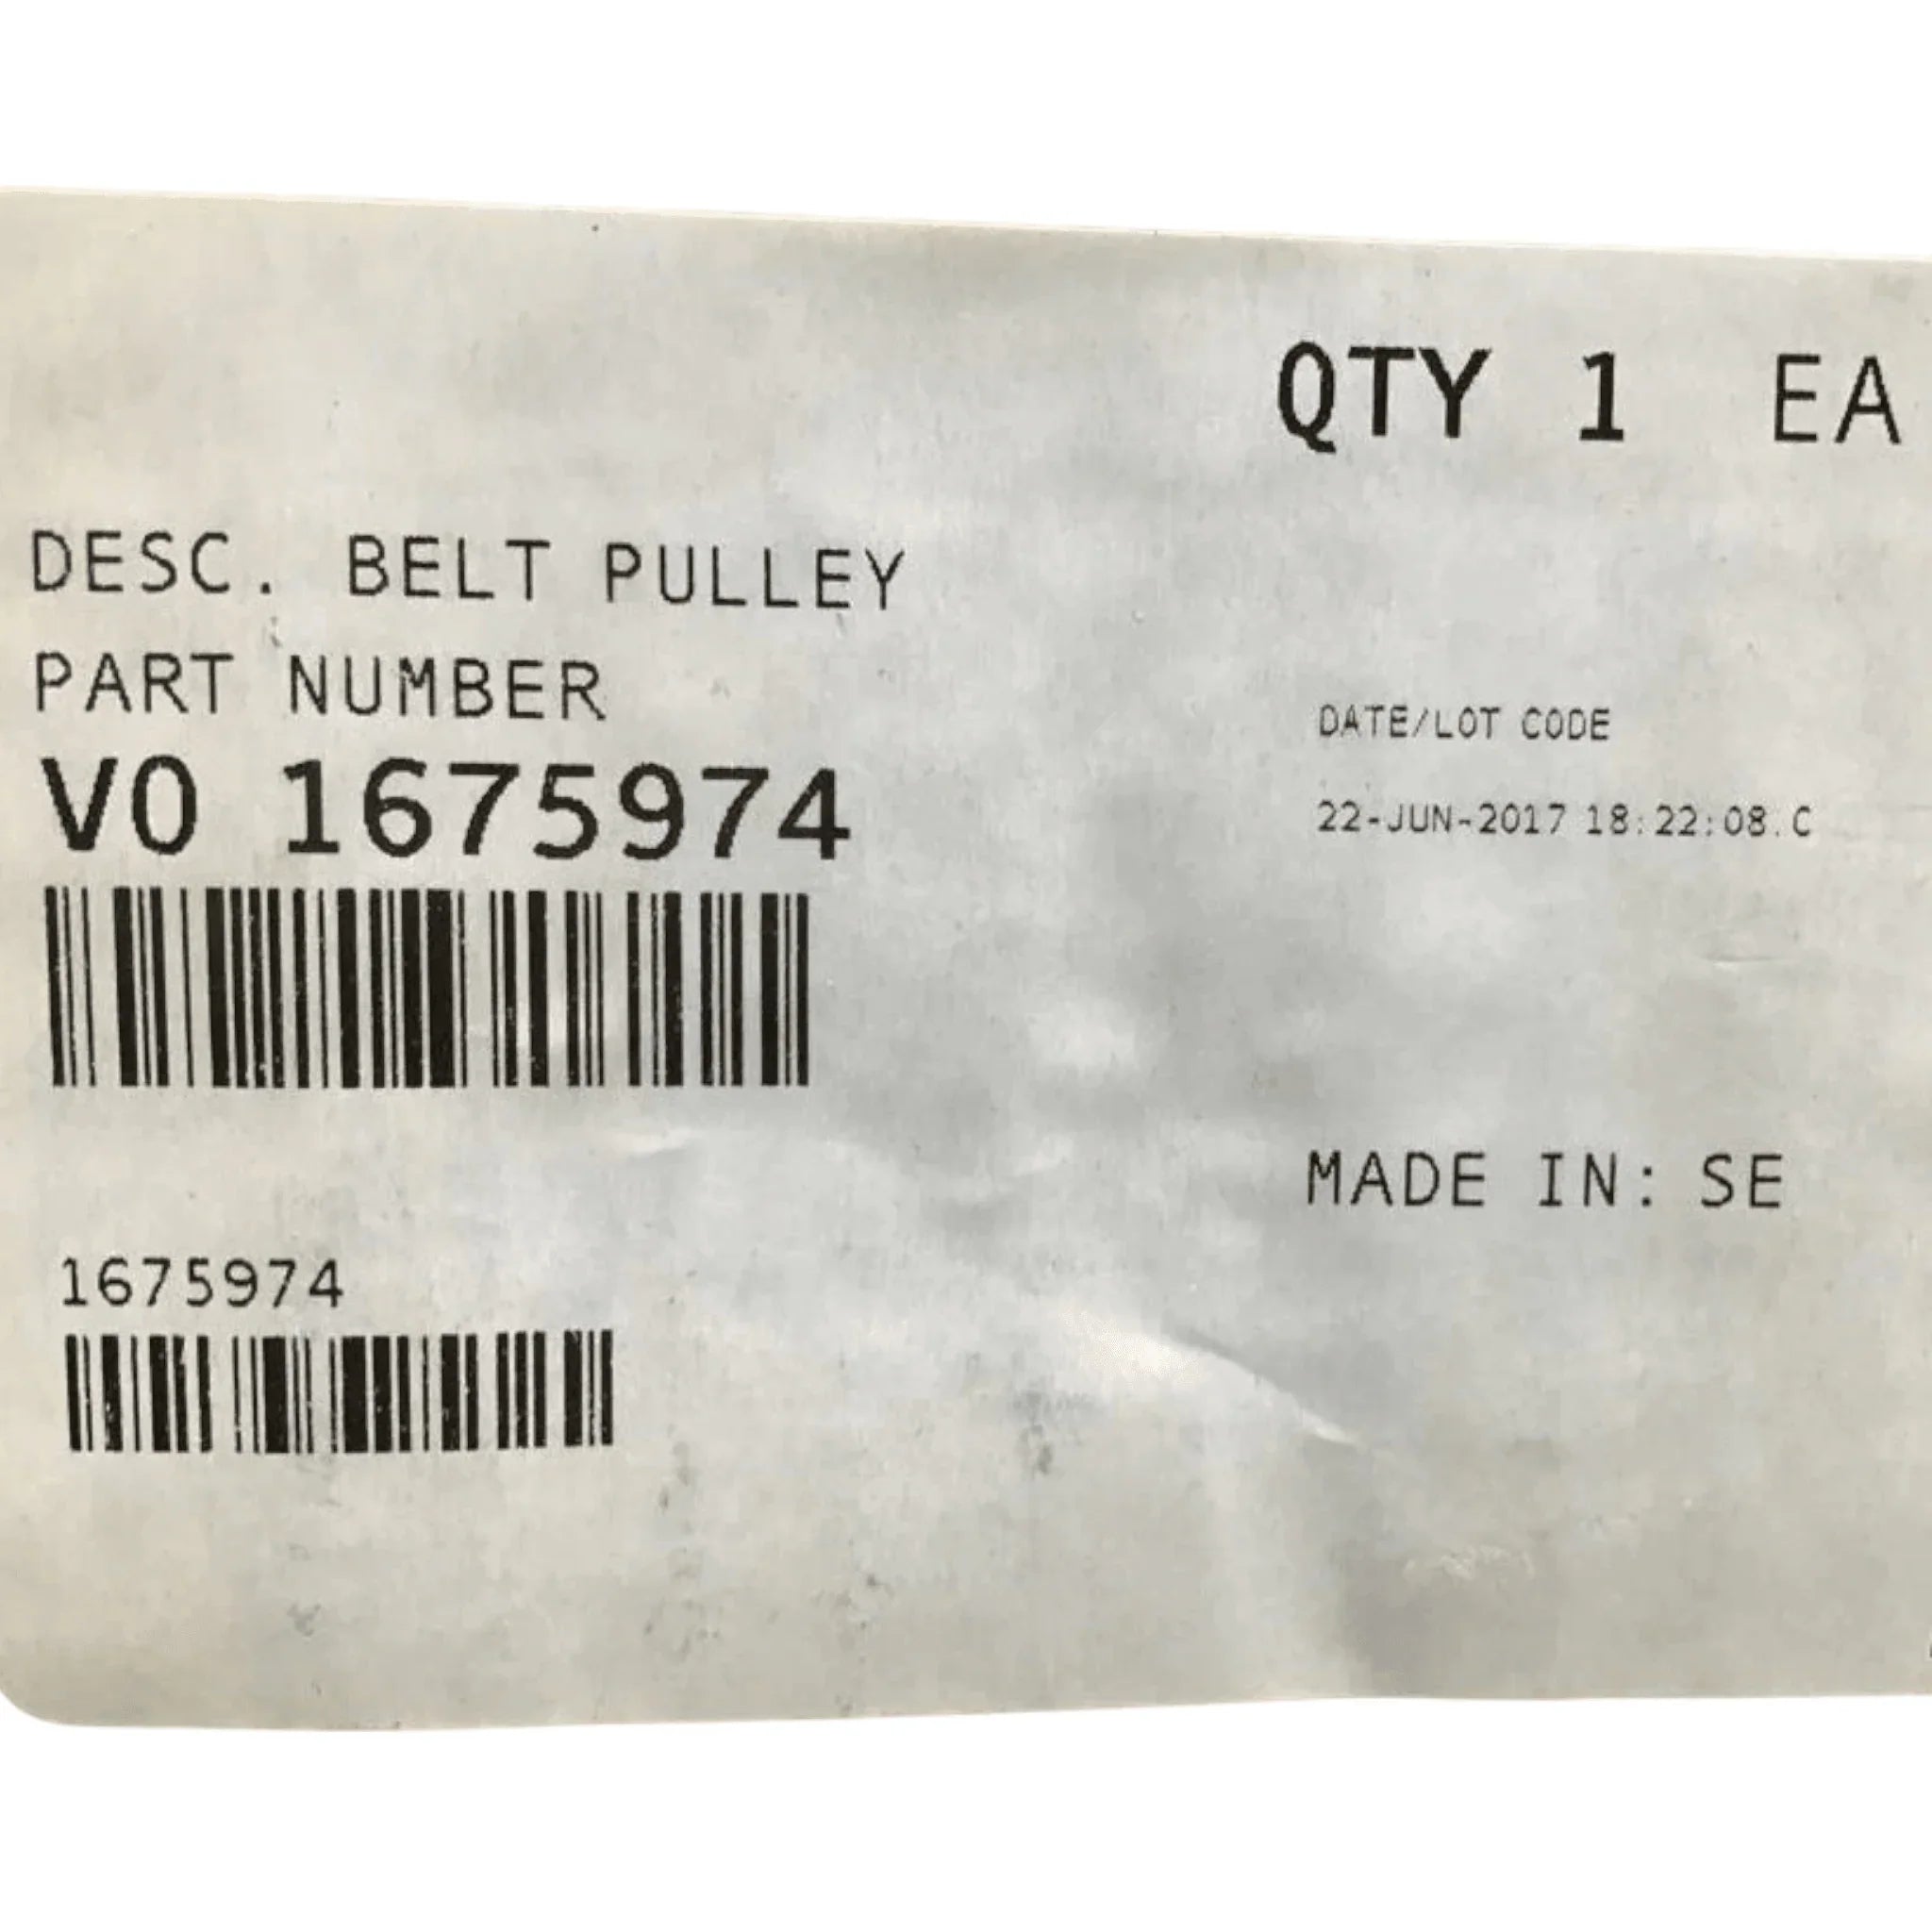 QTY 1 EA
DESC. BELT PULLEY
PART NUMBER
VO 1675974
DATE/LOT CODE
22-JUN-2017 18:22:08.C
MADE IN: SE
1675974